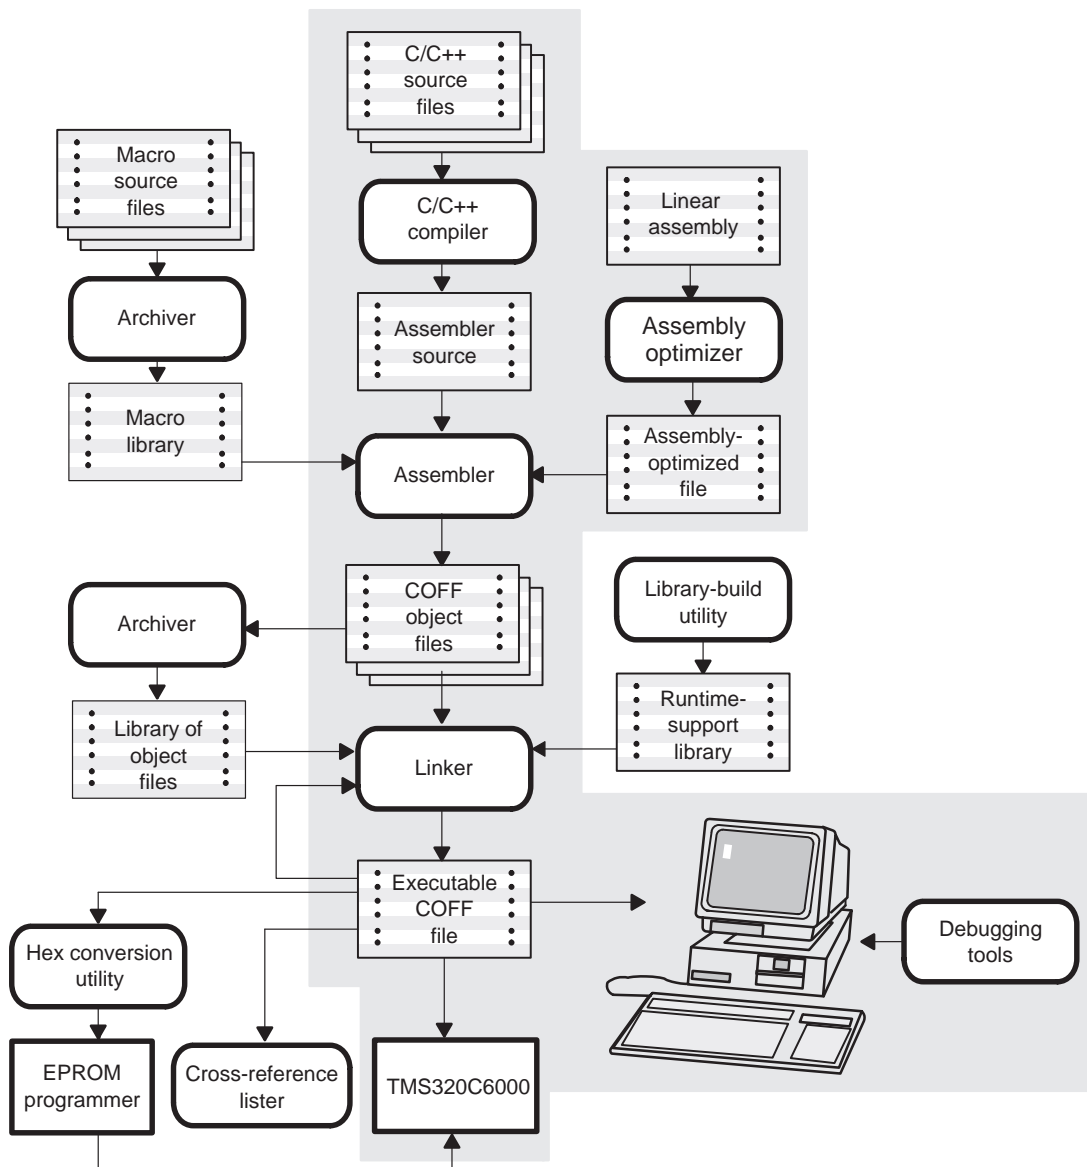 C/C++
source
files
Macro
source
files
C/C++
compiler
Linear
assembly
Archiver
Assembler
source
Assembly
optimizer
Macro
library
Assembler
Assembly-
optimized
file
Archiver
COFF
object
files
Library-build
utility
Library of
object
files
Linker
Runtime-
support
library
Executable
COFF
file
Debugging
tools
Hex conversion
utility
EPROM
programmer
Cross-reference
lister
TMS320C6000